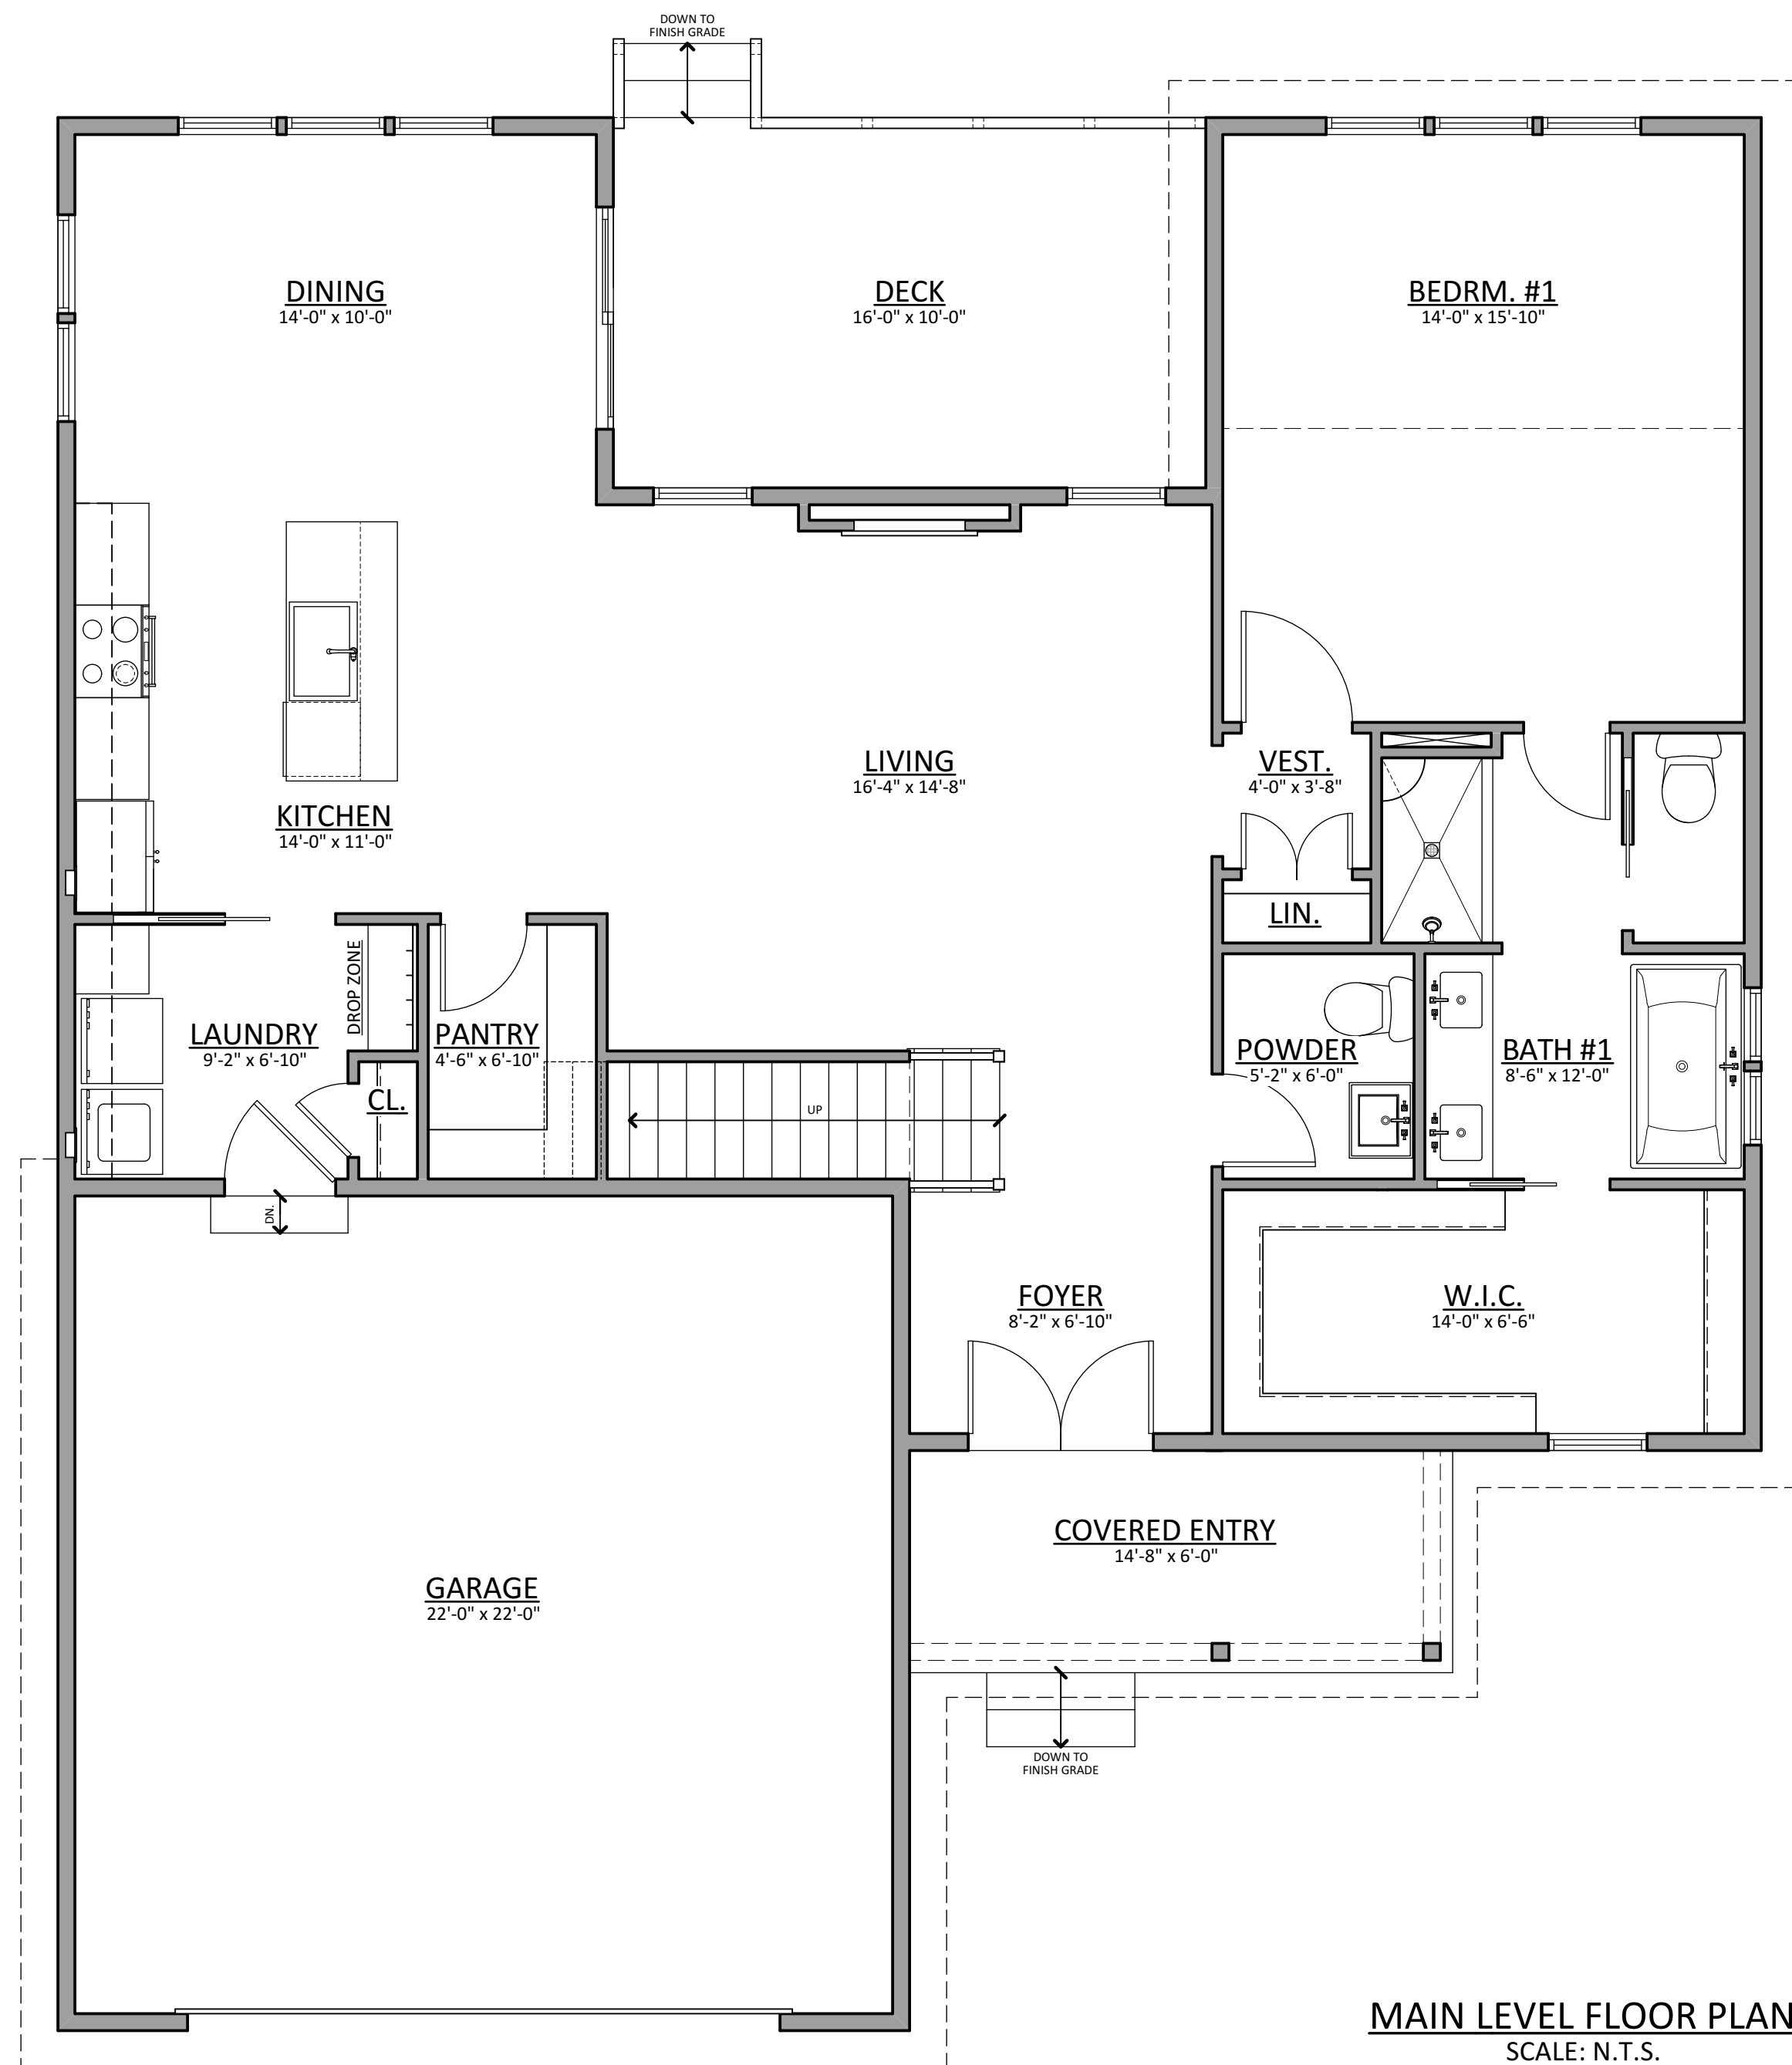 DOWN TO
FINISH GRADE
DINING
14'-0" x 10'-0"
DECK
16'-0" x 10'-0"
BEDRM. #1
14'-0" x 15'-10"
LIVING
16'-4" x 14'-8"
VEST.
4'-0" x 3'-8"
KITCHEN
14'-0" x 11'-0"
LIN.
DROP ZONE
LAUNDRY
9'-2" x 6'-10"
PANTRY
4'-6" x 6'-10"
POWDER
5'-2" x 6'-0"
BATH #1
8'-6" x 12'-0"
CL.
UP
DN.
FOYER
8'-2" x 6'-10"
W.I.C.
14'-0" x 6'-6"
COVERED ENTRY
14'-8" x 6'-0"
GARAGE
22'-0" x 22'-0"
DOWN TO
FINISH GRADE
MAIN LEVEL FLOOR PLAN
SCALE: N.T.S.